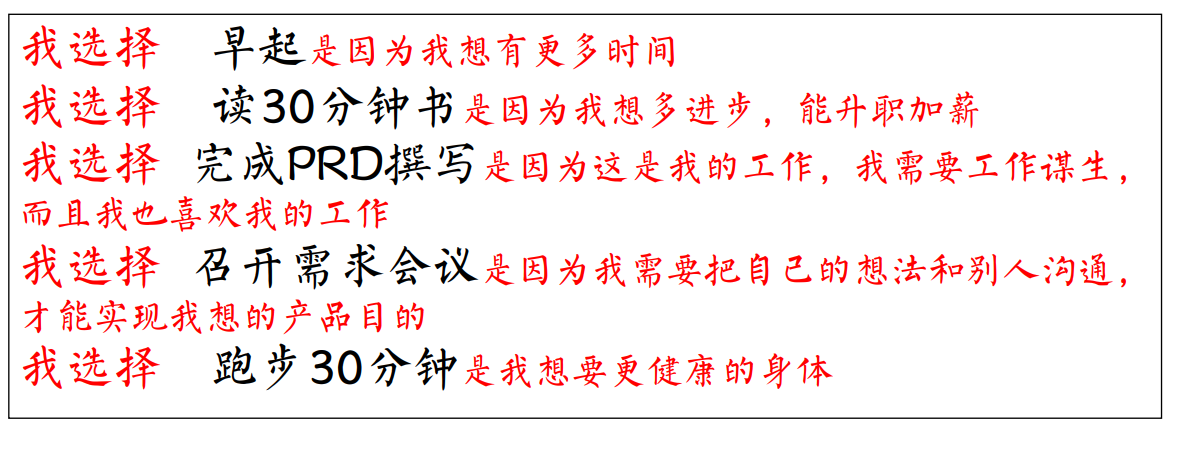 我选择 早起是因为我想有更多时间
我选择 读30分钟书是因为我想多进步，能升职加薪
我选择 完成PRD撰写是因为这是我的工作，我需要工作谋生，
而且我也喜欢我的工作
我选择 召开需求会议是因为我需要把自己的想法和别人沟通，
才能实现我想的产品目的
我选择 跑步30分钟是我想要更健康的身体